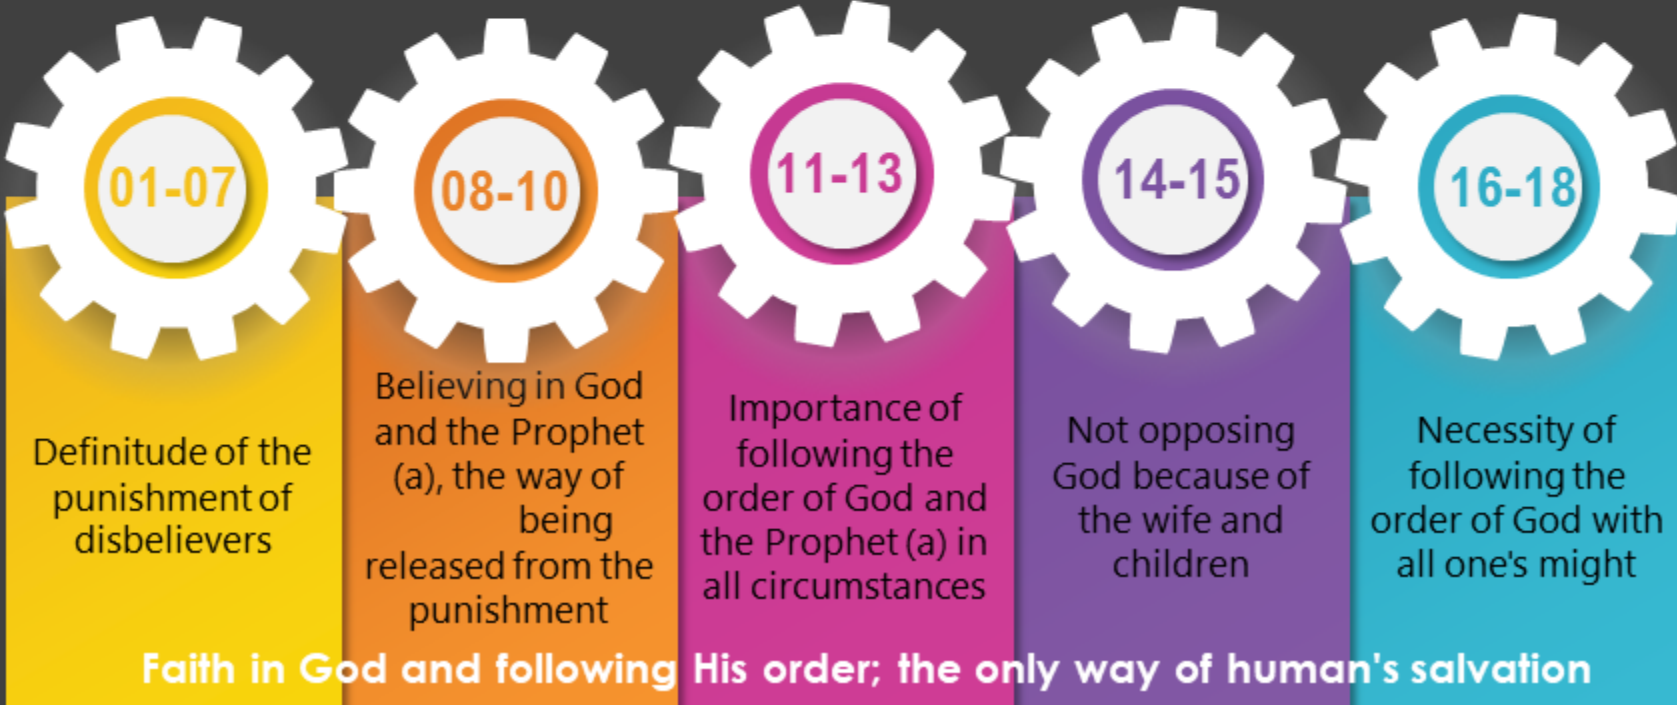 01-07
Definitude of the
punishment of
disbelievers
08-10
Believing in God
and the Prophet
(a), the way of
being
released from the
punishment
11-13
Importance of
following the
order of God and
the Prophet (a) in
all circumstances
14-15
Not opposing
God because of
the wife and
children
16-18
Necessity of
following the
order of God with
all one's might
Faith in God and following His order; the only way of human's salvation